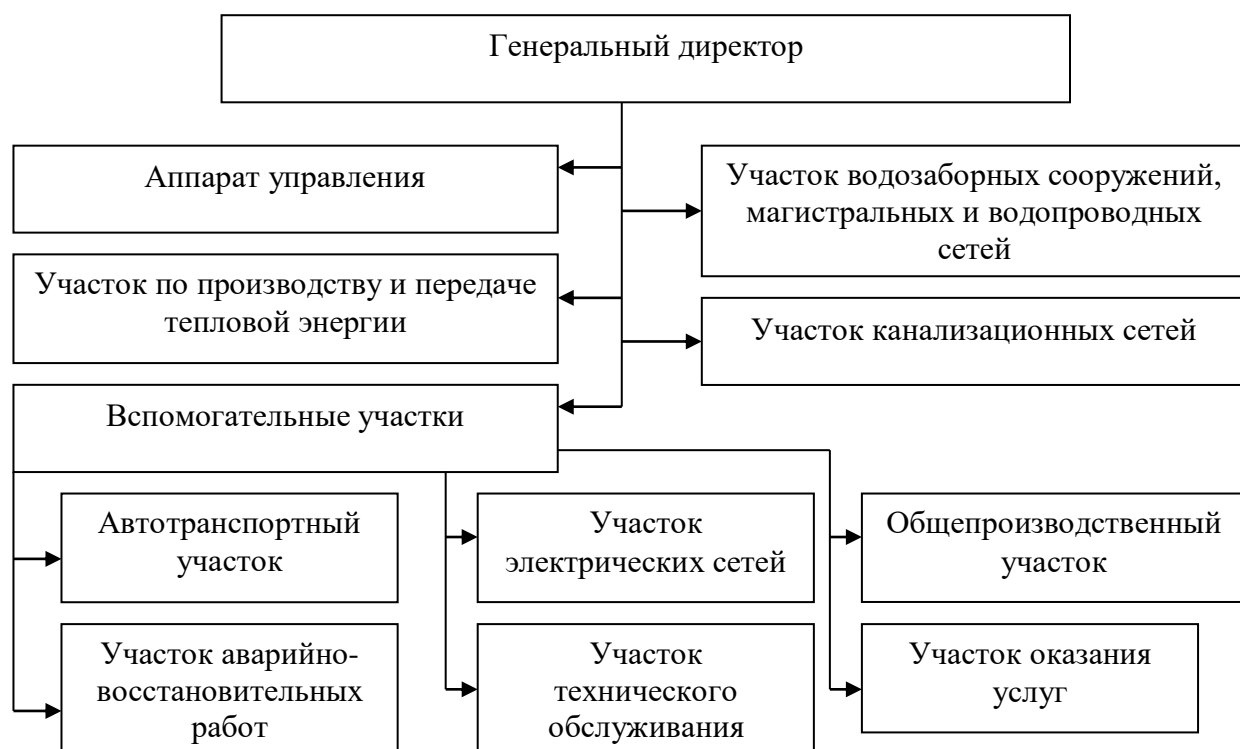 Генеральный директор
Аппарат управления
Участок водозаборных сооружений,
магистральных и водопроводных
сетей
Участок по производству и передаче
тепловой энергии
Участок канализационных сетей
Вспомогательные участки
Автотранспортный
участок
Участок
электрических сетей
Общепроизводственный
участок
Участок аварийно-
восстановительных
работ
Участок
технического
обслуживания
Участок оказания
услуг